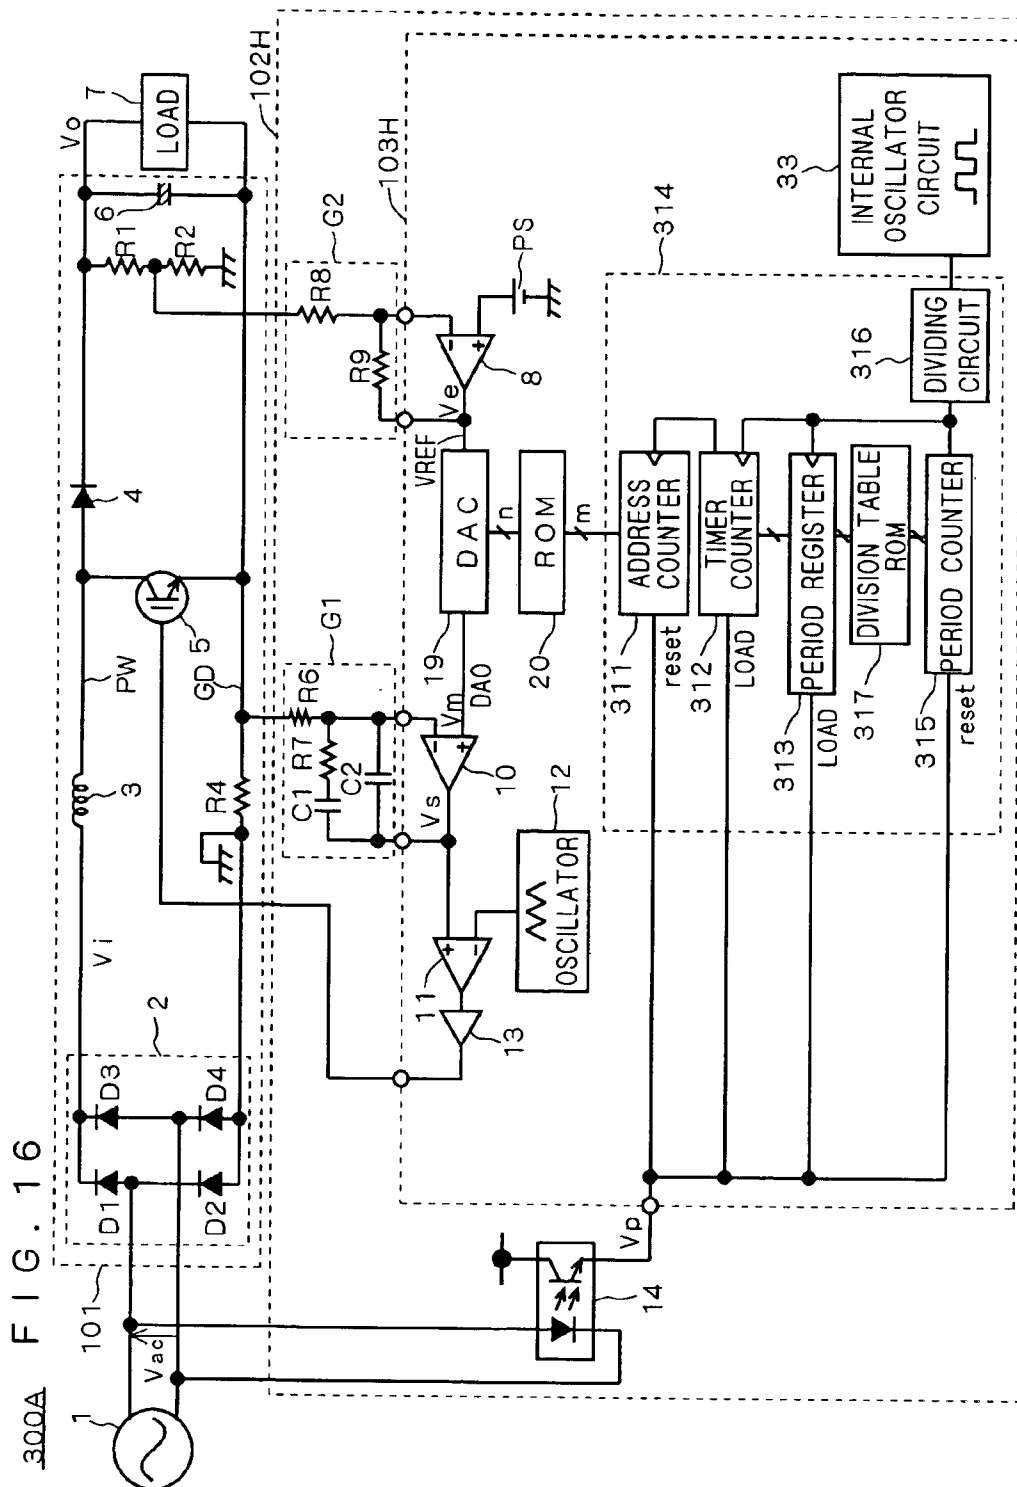 FIG. 16
300A
101
1
Vac
2
D1
D3
D2
D4
Vi
3
PW
GD
R4
5
4
R1
R2
6
Vo
7
LOAD
102H
103H
G1
R6
R7
C1
C2
G2
R8
R9
Vs
10
Vm
DAO
11
13
12
OSCILLATOR
19
DAC
VREF
n
20
ROM
m
Ve
8
PS
314
311
ADDRESS
COUNTER
reset
312
TIMER
COUNTER
LOAD
313
PERIOD REGISTER
LOAD
317
DIVISION TABLE
ROM
315
PERIOD COUNTER
reset
316
DIVIDING
CIRCUIT
33
INTERNAL
OSCILLATOR
CIRCUIT
Vp
14